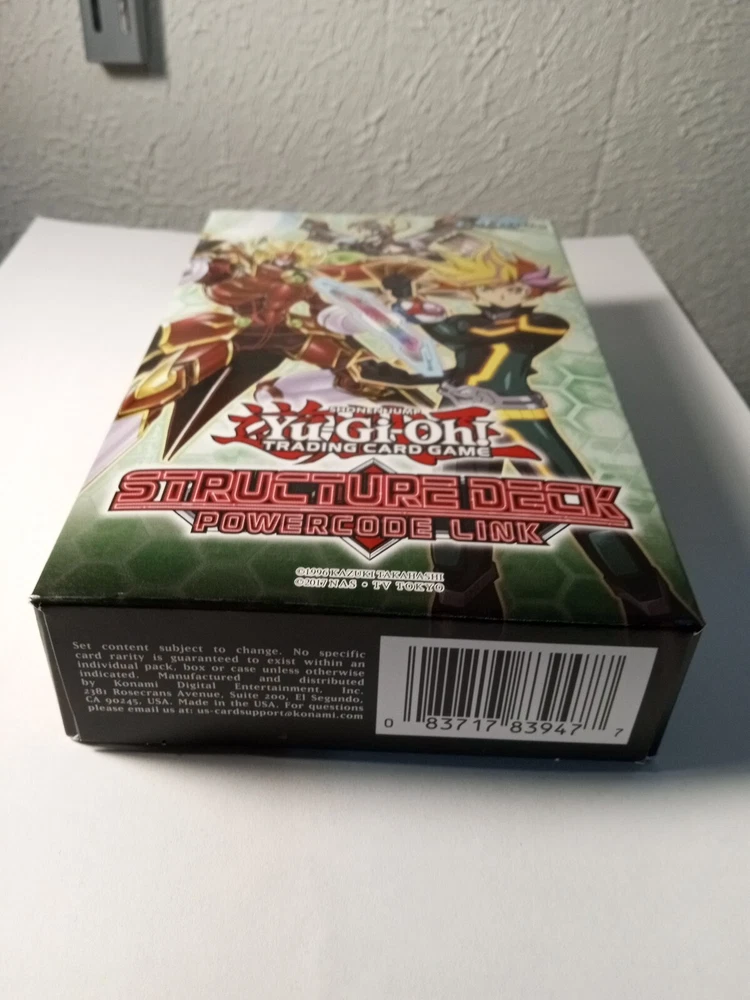 SHONEN JUMP
Yu-Gi-Oh!
TRADING CARD GAME
STRUCTURE DECK
POWERCODE LINK
©1996 KAZUKI TAKAHASHI
©2017 NAS • TV TOKYO
Set content subject to change. No specific
card rarity is guaranteed to exist within an
individual pack, box or case unless otherwise
indicated. Manufactured and distributed
by Konami Digital Entertainment, Inc.
2381 Rosecrans Avenue, Suite 200, El Segundo,
CA 90245, USA. Made in the USA. For questions
please email us at: us-cardsupport@konami.com
0 83717 83947 7